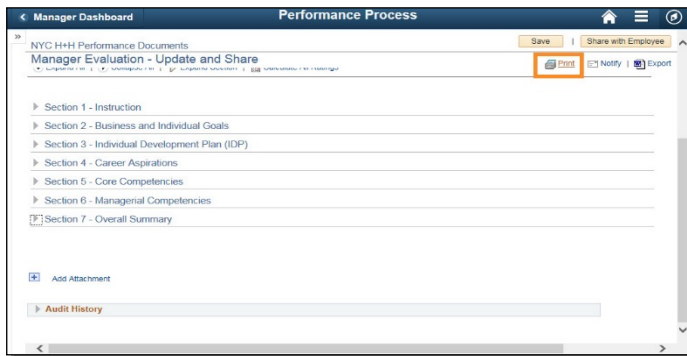 Manager Dashboard Performance Process
NYC H+H Performance Documents Save | Share with Employee
Manager Evaluation - Update and Share Print | Notify | Export
Section 1 - Instruction
Section 2 - Business and Individual Goals
Section 3 - Individual Development Plan (IDP)
Section 4 - Career Aspirations
Section 5 - Core Competencies
Section 6 - Managerial Competencies
Section 7 - Overall Summary
Add Attachment
Audit History